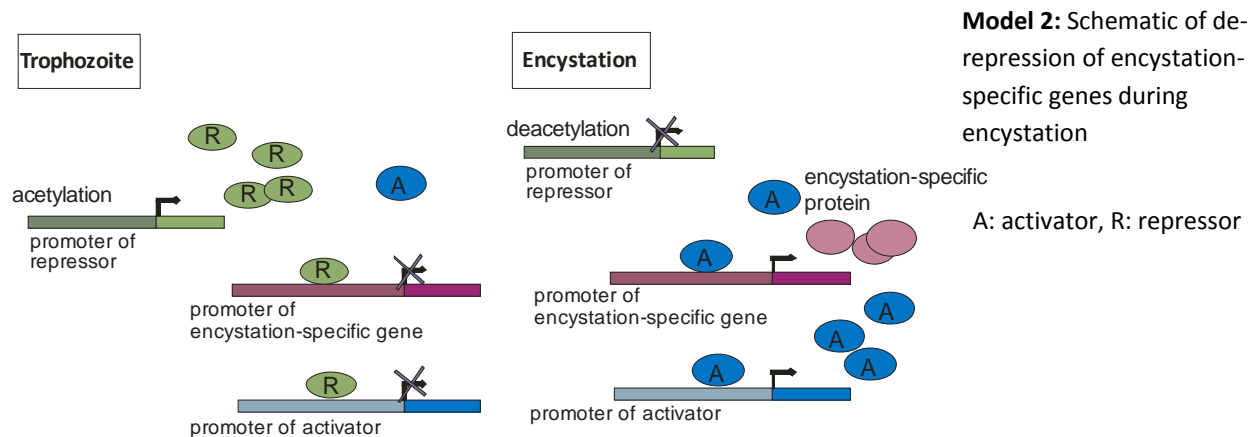 Trophozoite
R
R
R
R
A
acetylation
promoter of
repressor
R
promoter of
encystation-specific gene
R
promoter of activator
Encystation
deacetylation
promoter of
repressor
encystation-specific
protein
A
A
promoter of
encystation-specific gene
A
A
A
A
promoter of activator
Model 2: Schematic of de-
repression of encystation-
specific genes during
encystation
A: activator, R: repressor